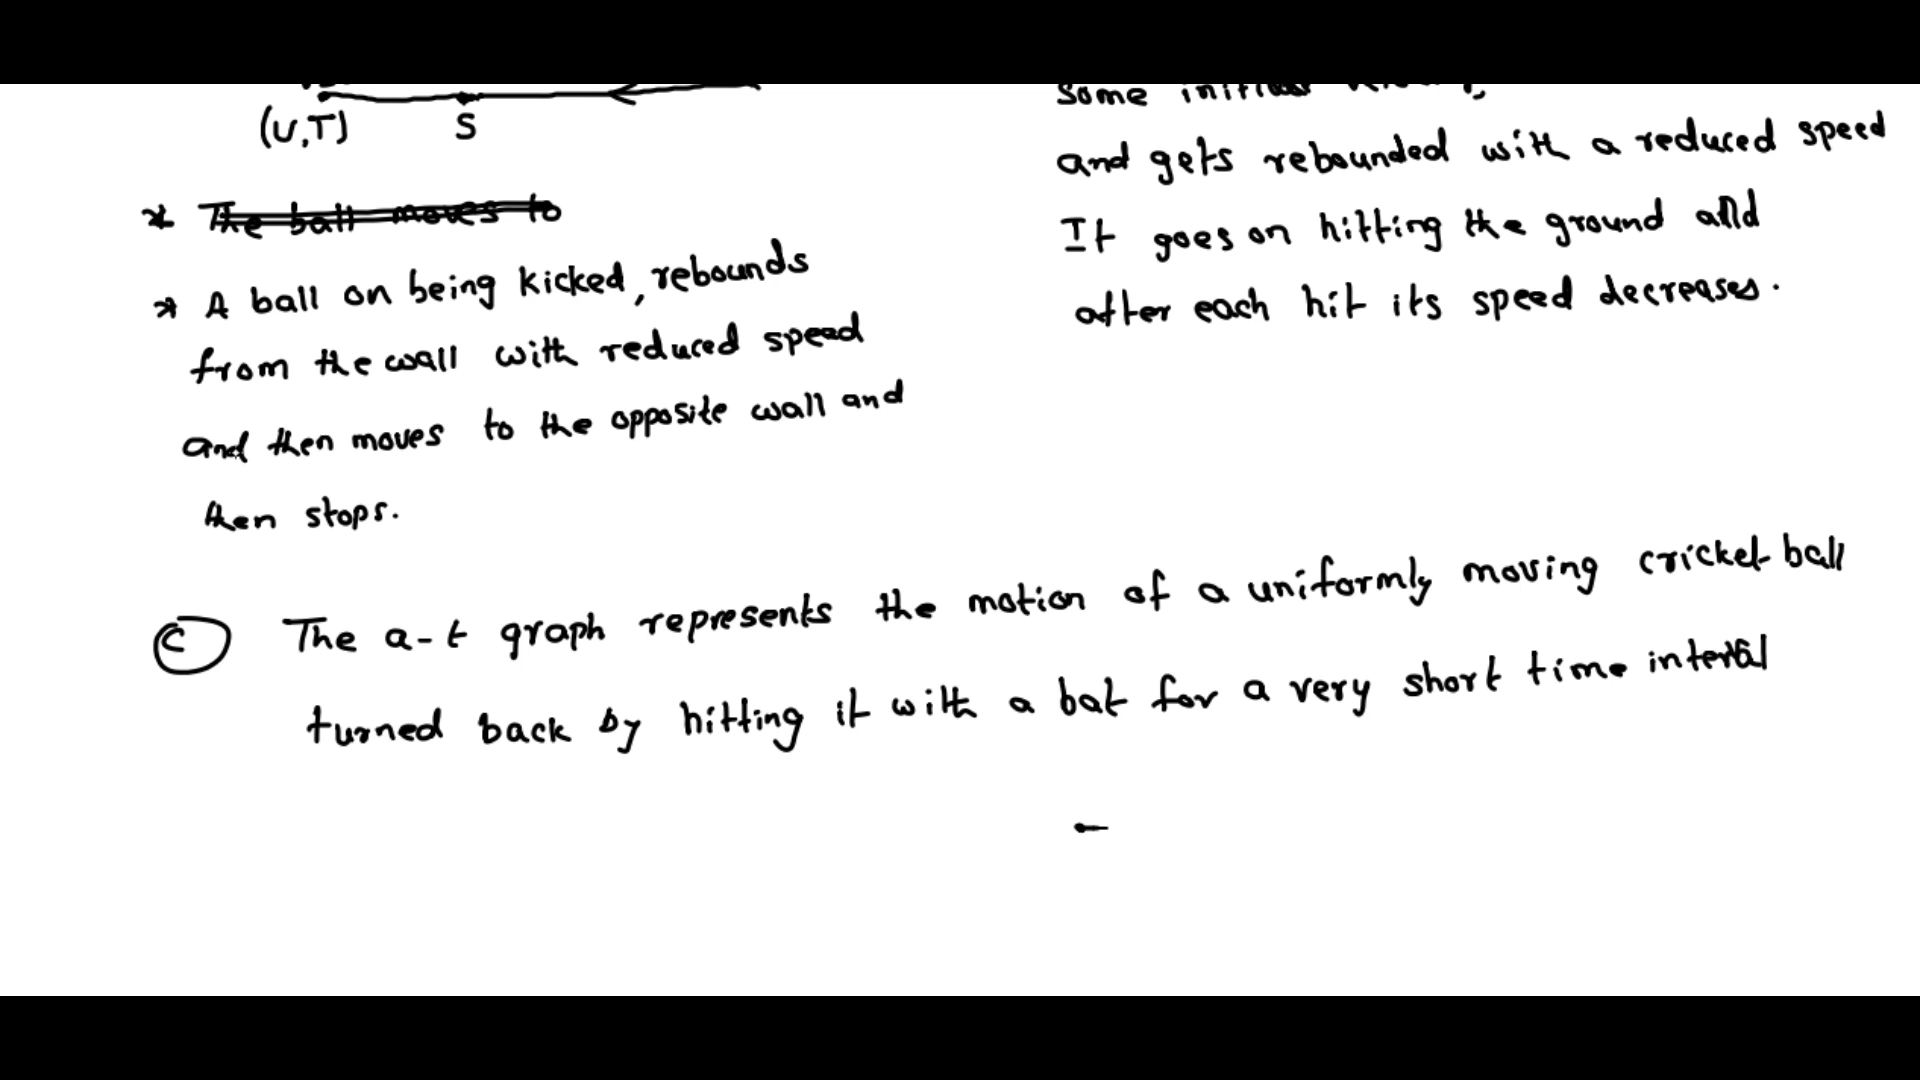 (U,T) S
* The ball moves to
* A ball on being kicked, rebounds
from the wall with reduced speed
and then moves to the opposite wall and
then stops.
some initial
and gets rebounded with a reduced speed
It goes on hitting the ground and
after each hit its speed decreases.
C The a-t graph represents the motion of a uniformly moving cricket ball
turned back by hitting it with a bat for a very short time interval